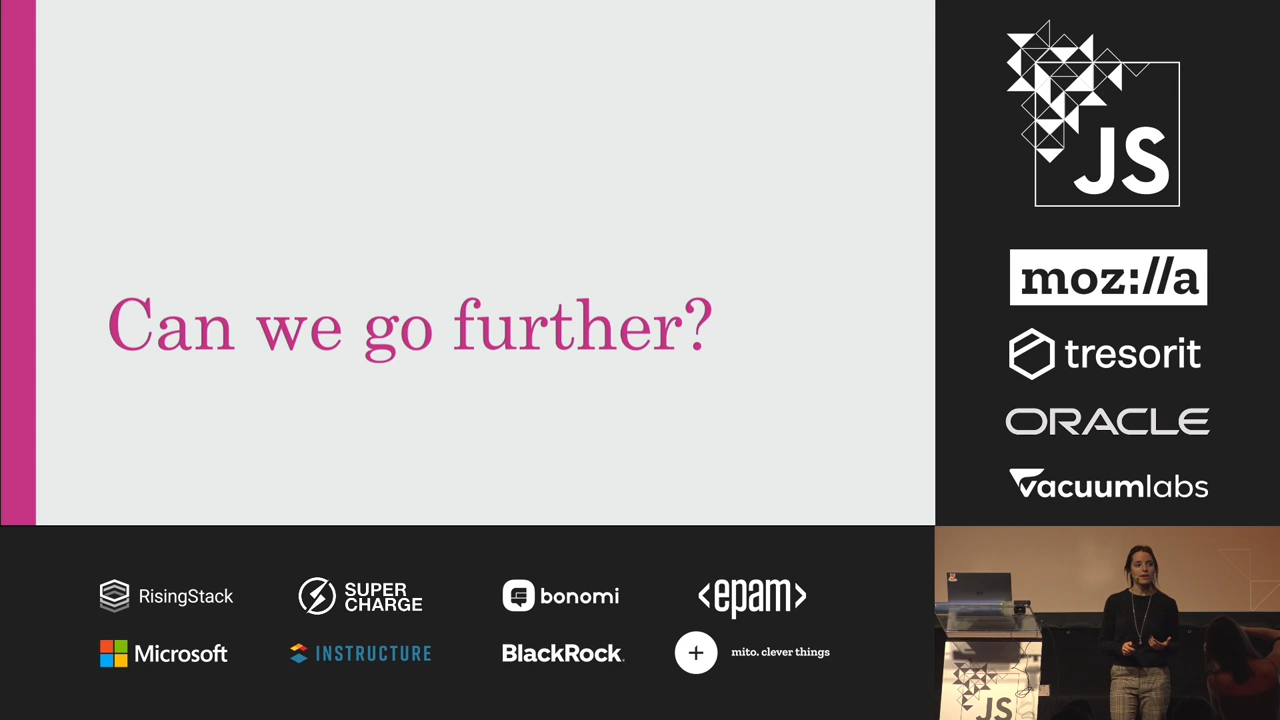 Can we go further?
JS
moz://a
tresorit
ORACLE
vacuumlabs
RisingStack
SUPER
CHARGE
bonomi
<epam>
Microsoft
INSTRUCTURE
BlackRock.
+
mito. clever things
JS